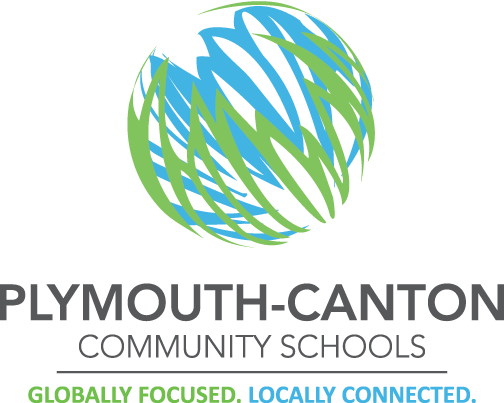 PLYMOUTH-CANTON
COMMUNITY SCHOOLS
GLOBALLY FOCUSED. LOCALLY CONNECTED.